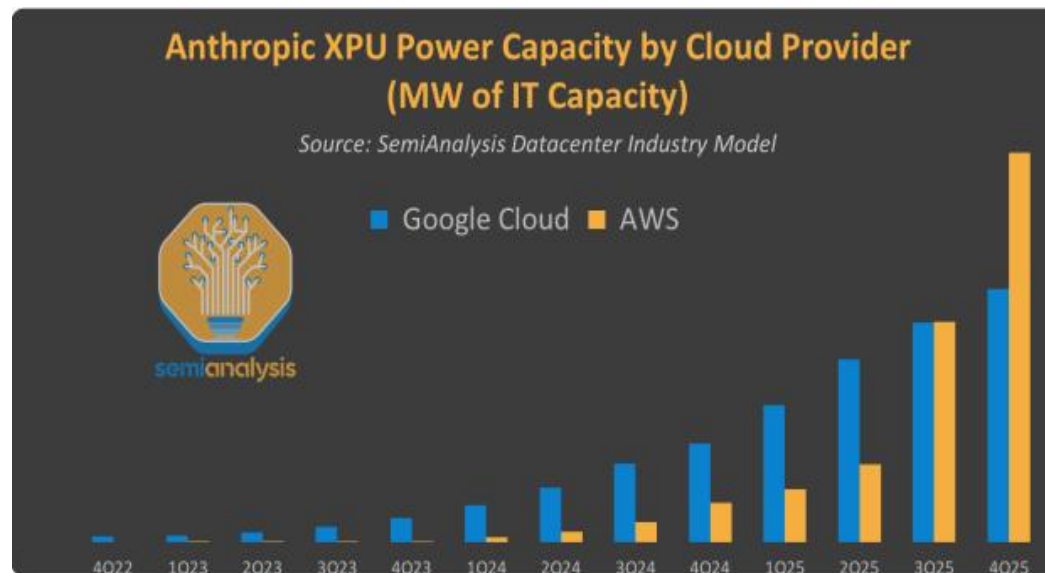 Anthropic XPU Power Capacity by Cloud Provider
(MW of IT Capacity)
Source: SemiAnalysis Datacenter Industry Model
Google Cloud AWS
semianalysis
4Q22 1Q23 2Q23 3Q23 4Q23 1Q24 2Q24 3Q24 4Q24 1Q25 2Q25 3Q25 4Q25